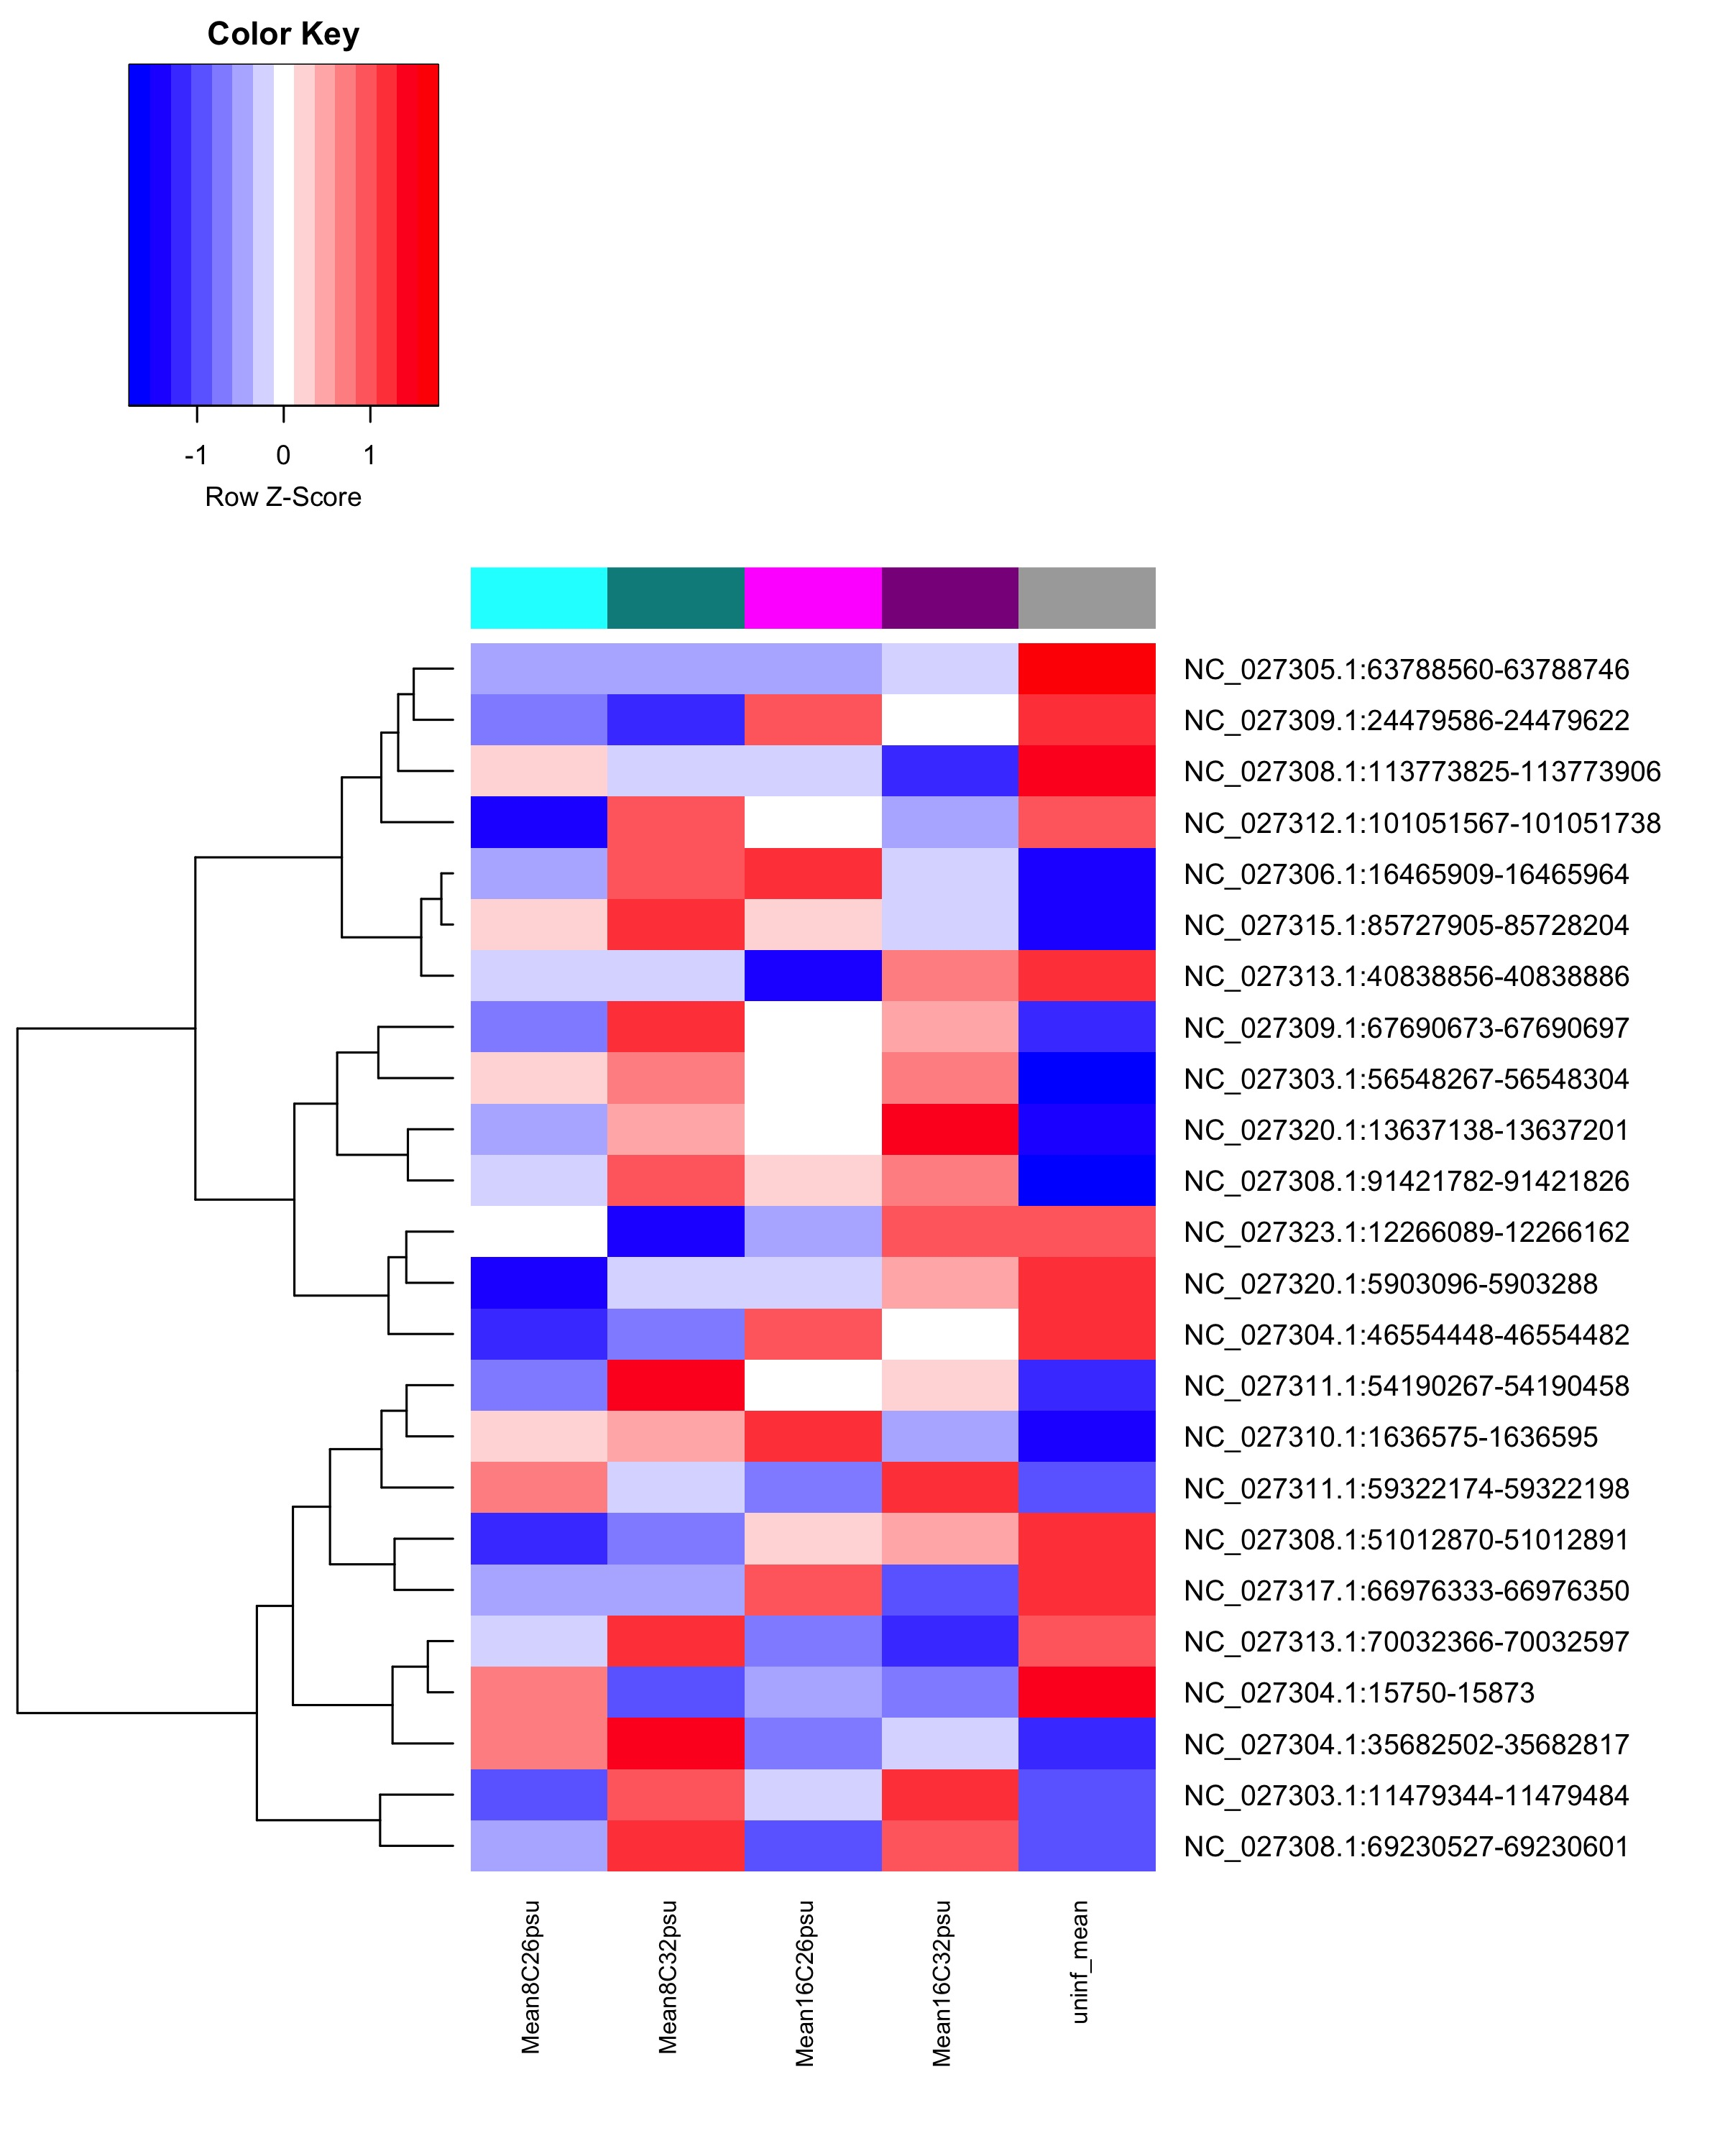 Color Key
-1 0 1
Row Z-Score
NC_027305.1:63788560-63788746
NC_027309.1:24479586-24479622
NC_027308.1:113773825-113773906
NC_027312.1:101051567-101051738
NC_027306.1:16465909-16465964
NC_027315.1:85727905-85728204
NC_027313.1:40838856-40838886
NC_027309.1:67690673-67690697
NC_027303.1:56548267-56548304
NC_027320.1:13637138-13637201
NC_027308.1:91421782-91421826
NC_027323.1:12266089-12266162
NC_027320.1:5903096-5903288
NC_027304.1:46554448-46554482
NC_027311.1:54190267-54190458
NC_027310.1:1636575-1636595
NC_027311.1:59322174-59322198
NC_027308.1:51012870-51012891
NC_027317.1:66976333-66976350
NC_027313.1:70032366-70032597
NC_027304.1:15750-15873
NC_027304.1:35682502-35682817
NC_027303.1:11479344-11479484
NC_027308.1:69230527-69230601
Mean8C26psu
Mean8C32psu
Mean16C26psu
Mean16C32psu
uninf_mean